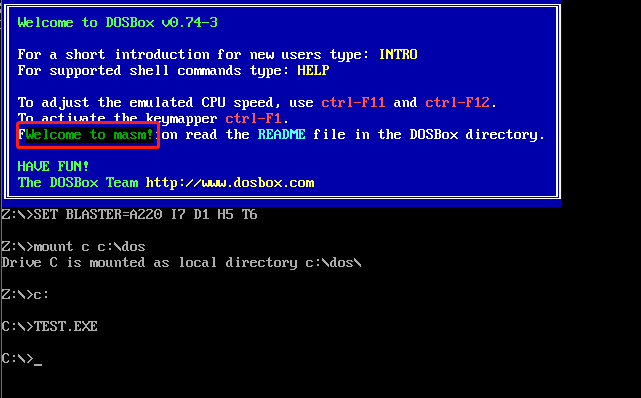 Welcome to DOSBox v0.74-3
For a short introduction for new users type: INTRO
For supported shell commands type: HELP
To adjust the emulated CPU speed, use ctrl-F11 and ctrl-F12.
To activate the keymapper ctrl-F1.
FWelcome to masm!ion read the README file in the DOSBox directory.
HAVE FUN!
The DOSBox Team http://www.dosbox.com
Z:\>SET BLASTER=A220 I7 D1 H5 T6
Z:\>mount c c:\dos
Drive C is mounted as local directory c:\dos\
Z:\>c:
C:\>TEST.EXE
C:\>_